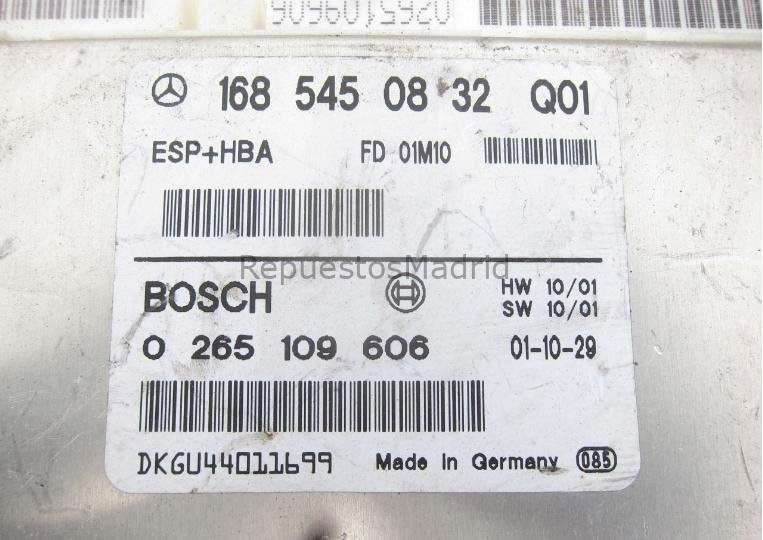 0265109606
168 545 08 32 Q01
ESP+HBA FD 01M10
RepuestosMadrid
BOSCH HW 10/01
SW 10/01
0 265 109 606 01-10-29
DKGU44011699 Made in Germany 085